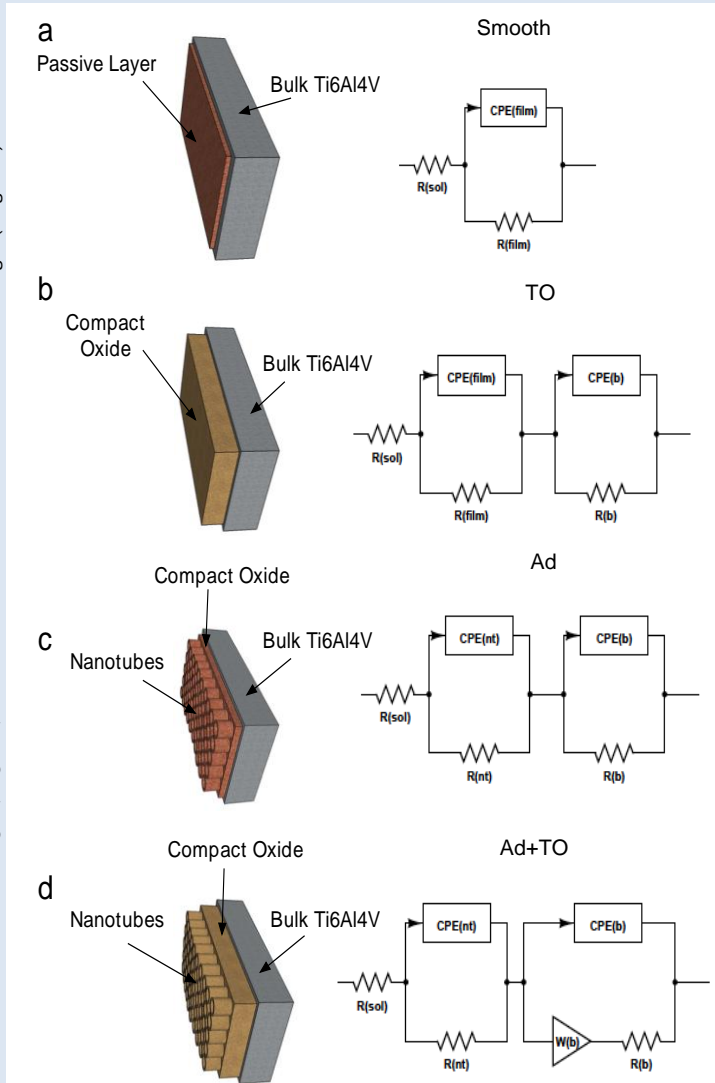 a
Smooth
Passive Layer
Bulk Ti6Al4V
CPE(film)
R(sol)
R(film)
b
TO
Compact
Oxide
Bulk Ti6Al4V
CPE(film)
CPE(b)
R(sol)
R(film)
R(b)
Ad
Compact Oxide
c
Bulk Ti6Al4V
Nanotubes
CPE(nt)
CPE(b)
R(sol)
R(nt)
R(b)
Ad+TO
Compact Oxide
d
Nanotubes
Bulk Ti6Al4V
CPE(nt)
CPE(b)
R(sol)
R(nt)
W(b)
R(b)